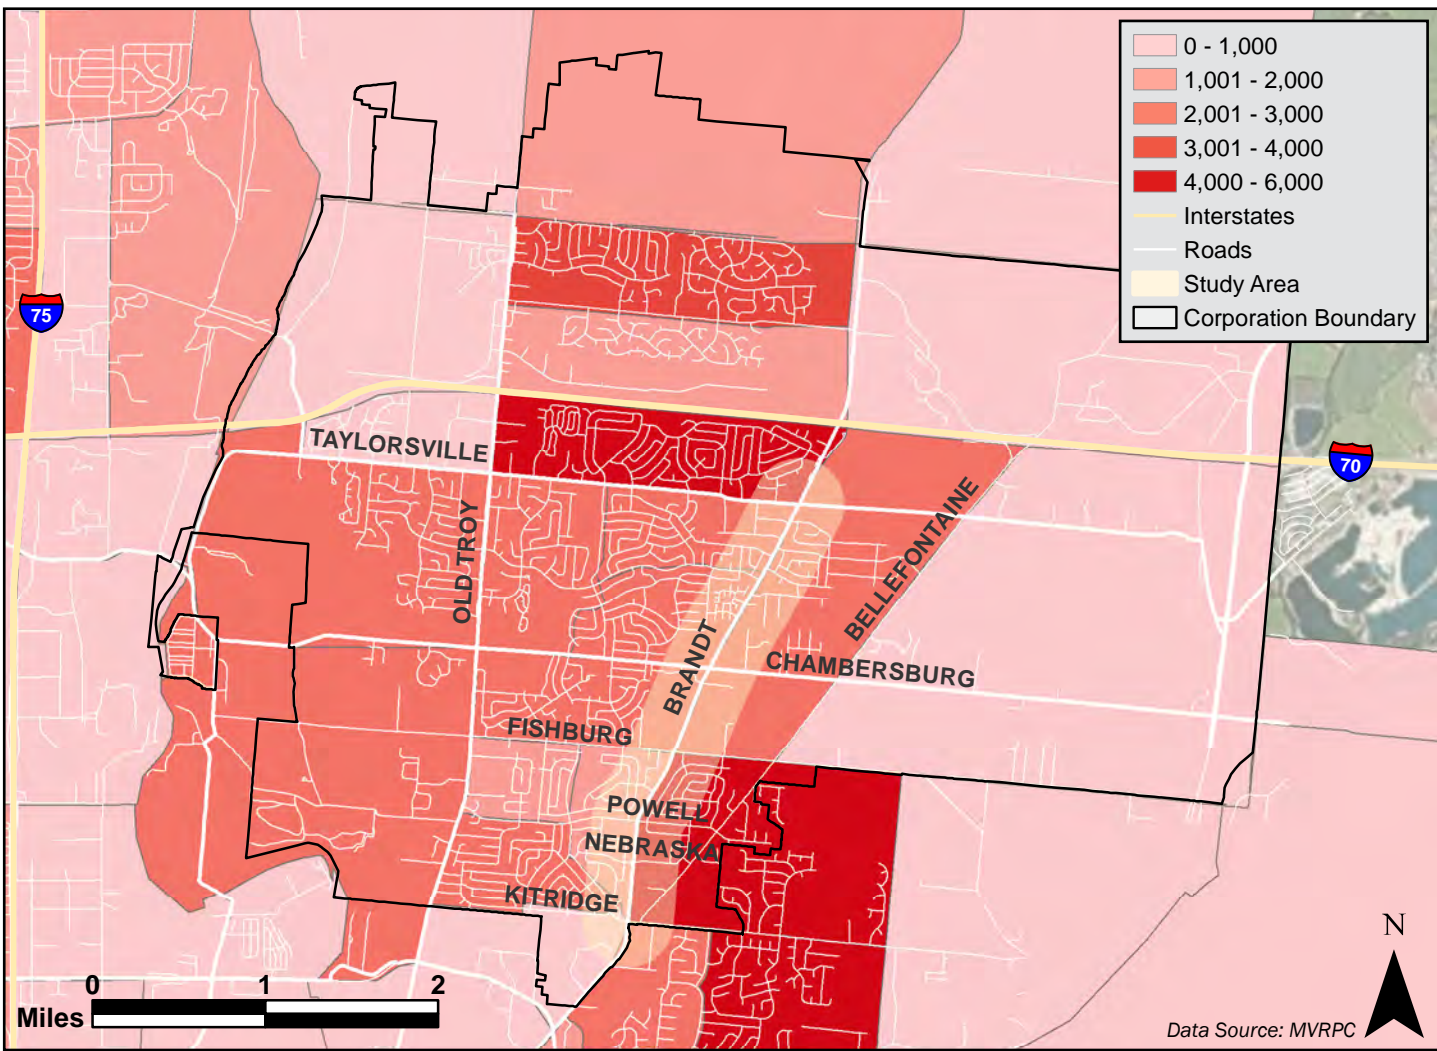 0 - 1,000
1,001 - 2,000
2,001 - 3,000
3,001 - 4,000
4,000 - 6,000
Interstates
Roads
Study Area
Corporation Boundary
75
70
TAYLORSVILLE
OLD TROY
BELLEFONTAINE
BRANDT
CHAMBERSBURG
FISHBURG
POWELL
NEBRASKA
KITRIDGE
N
0 1 2
Miles
Data Source: MVRPC